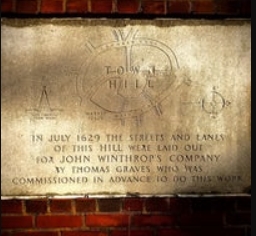 TOWN
HILL
IN JULY 1629 THE STREETS AND LANES
OF THIS HILL WERE LAID OUT
FOR JOHN WINTHROP'S COMPANY
BY THOMAS GRAVES WHO WAS
COMMISSIONED IN ADVANCE TO DO THIS WORK